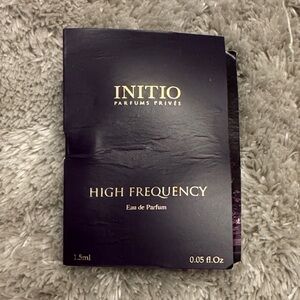 INITIO
PARFUMS PRIVÉS
HIGH FREQUENCY
Eau de Parfum
1.5ml 0.05 fl.Oz